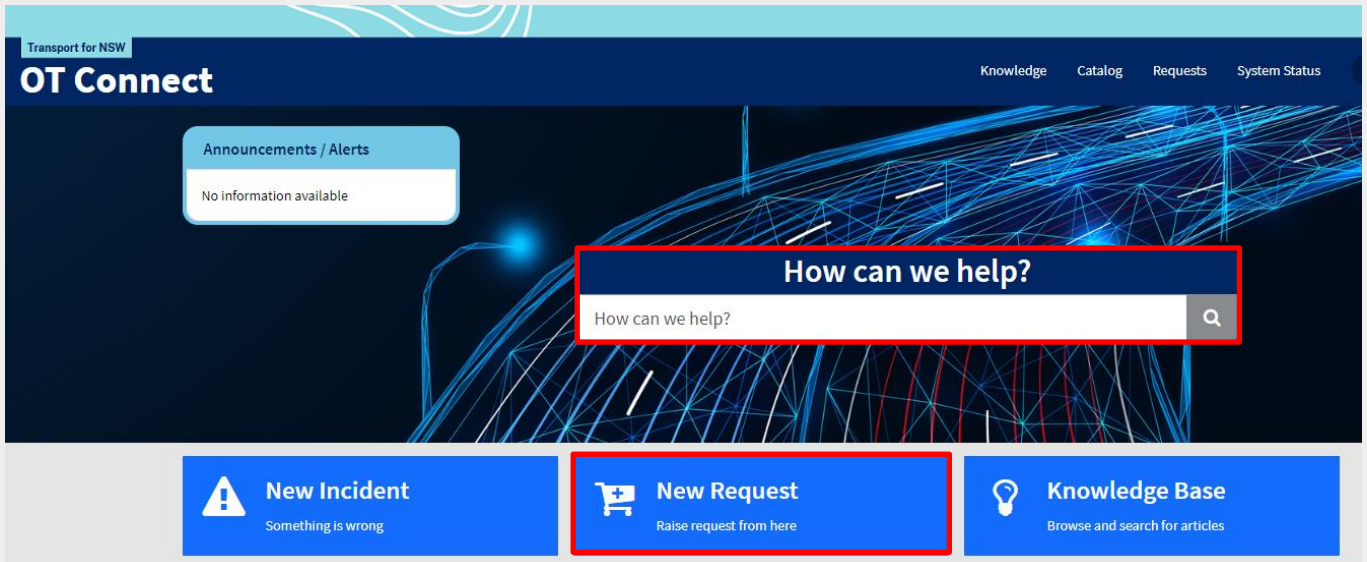 Transport for NSW
OT Connect
Knowledge Catalog Requests System Status
Announcements / Alerts
No information available
How can we help?
How can we help?
New Incident
Something is wrong
New Request
Raise request from here
Knowledge Base
Browse and search for articles